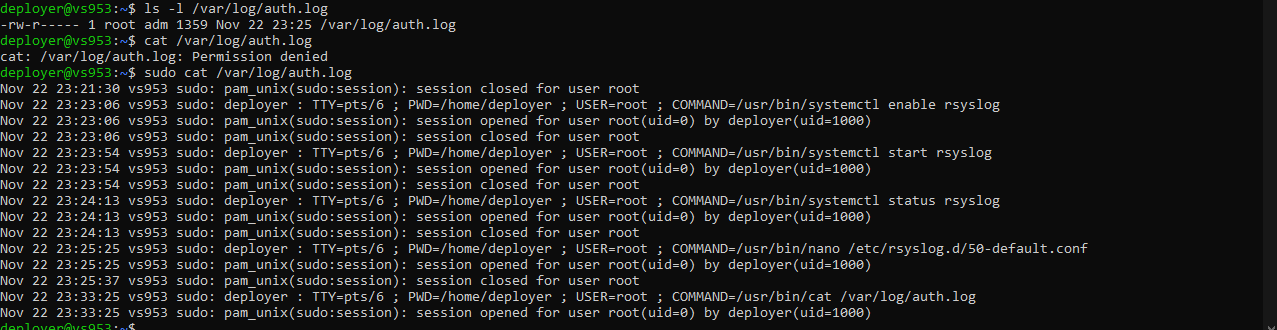 deployer@vs953:~$ ls -l /var/log/auth.log
-rw-r----- 1 root adm 1359 Nov 22 23:25 /var/log/auth.log
deployer@vs953:~$ cat /var/log/auth.log
cat: /var/log/auth.log: Permission denied
deployer@vs953:~$ sudo cat /var/log/auth.log
Nov 22 23:21:30 vs953 sudo: pam_unix(sudo:session): session closed for user root
Nov 22 23:23:06 vs953 sudo: deployer : TTY=pts/6 ; PWD=/home/deployer ; USER=root ; COMMAND=/usr/bin/systemctl enable rsyslog
Nov 22 23:23:06 vs953 sudo: pam_unix(sudo:session): session opened for user root(uid=0) by deployer(uid=1000)
Nov 22 23:23:06 vs953 sudo: pam_unix(sudo:session): session closed for user root
Nov 22 23:23:54 vs953 sudo: deployer : TTY=pts/6 ; PWD=/home/deployer ; USER=root ; COMMAND=/usr/bin/systemctl start rsyslog
Nov 22 23:23:54 vs953 sudo: pam_unix(sudo:session): session opened for user root(uid=0) by deployer(uid=1000)
Nov 22 23:23:54 vs953 sudo: pam_unix(sudo:session): session closed for user root
Nov 22 23:24:13 vs953 sudo: deployer : TTY=pts/6 ; PWD=/home/deployer ; USER=root ; COMMAND=/usr/bin/systemctl status rsyslog
Nov 22 23:24:13 vs953 sudo: pam_unix(sudo:session): session opened for user root(uid=0) by deployer(uid=1000)
Nov 22 23:24:13 vs953 sudo: pam_unix(sudo:session): session closed for user root
Nov 22 23:25:25 vs953 sudo: deployer : TTY=pts/6 ; PWD=/home/deployer ; USER=root ; COMMAND=/usr/bin/nano /etc/rsyslog.d/50-default.conf
Nov 22 23:25:25 vs953 sudo: pam_unix(sudo:session): session opened for user root(uid=0) by deployer(uid=1000)
Nov 22 23:25:37 vs953 sudo: pam_unix(sudo:session): session closed for user root
Nov 22 23:33:25 vs953 sudo: deployer : TTY=pts/6 ; PWD=/home/deployer ; USER=root ; COMMAND=/usr/bin/cat /var/log/auth.log
Nov 22 23:33:25 vs953 sudo: pam_unix(sudo:session): session opened for user root(uid=0) by deployer(uid=1000)
deployer@vs953:~$